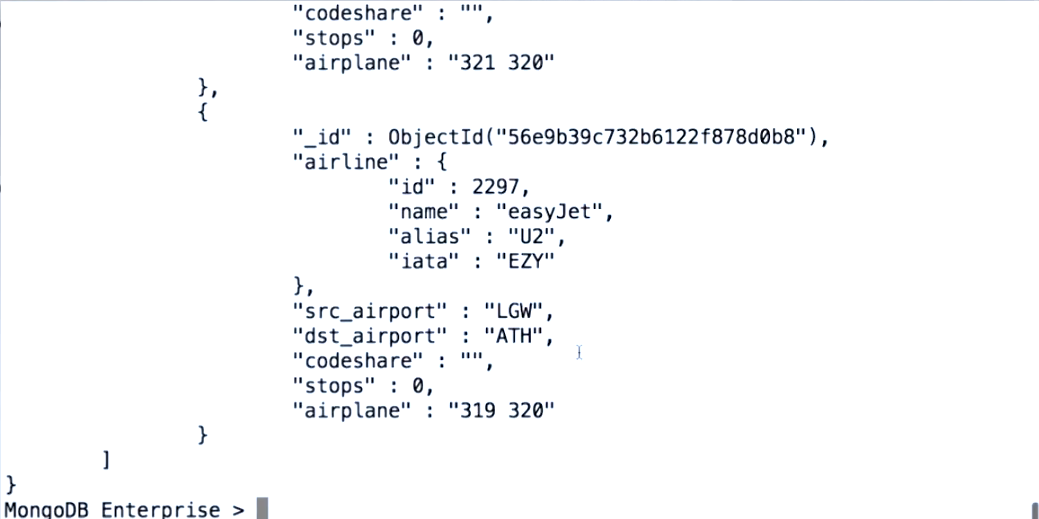 "codeshare" : "",
"stops" : 0,
"airplane" : "321 320"
},
{
"_id" : ObjectId("56e9b39c732b6122f878d0b8"),
"airline" : {
"id" : 2297,
"name" : "easyJet",
"alias" : "U2",
"iata" : "EZY"
},
"src_airport" : "LGW",
"dst_airport" : "ATH",
"codeshare" : "",
"stops" : 0,
"airplane" : "319 320"
}
]
}
MongoDB Enterprise >